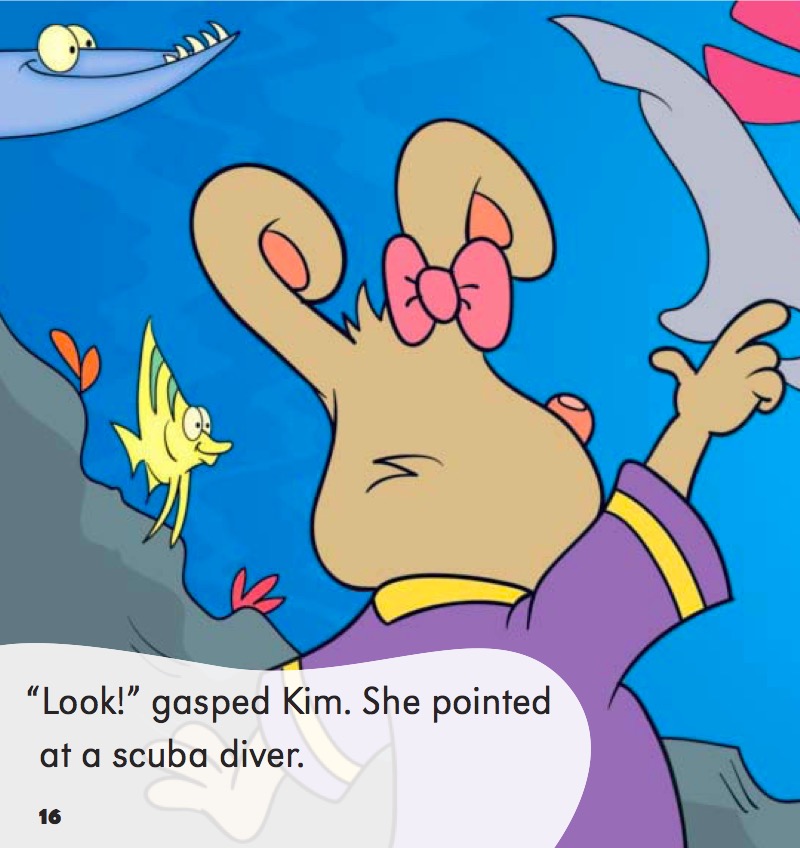 “Look!” gasped Kim. She pointed
at a scuba diver.
16